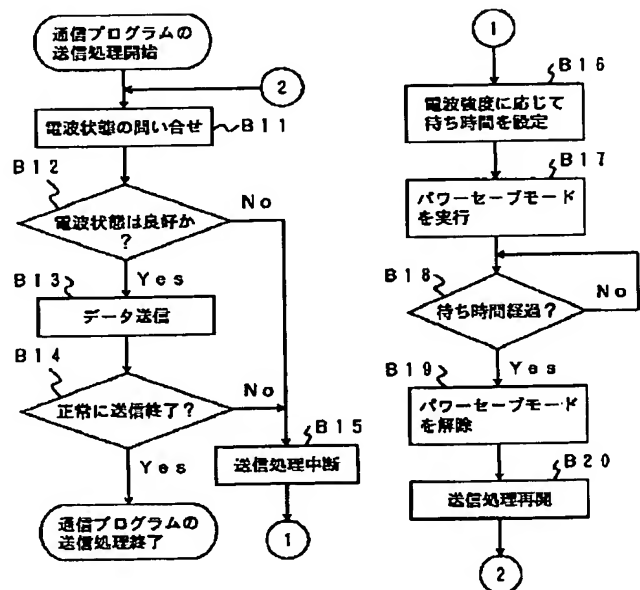 通信プログラムの
送信処理開始
2
電波状態の問い合せ
B11
B12
電波状態は良好か
?
No
Yes
B13
データ送信
B14
正常に送信終了?
No
Yes
B15
送信処理中断
通信プログラムの
送信処理終了
1
1
B16
電波強度に応じて
待ち時間を設定
B17
パワーセーブモード
を実行
B18
待ち時間経過?
No
Yes
B19
パワーセーブモード
を解除
B20
送信処理再開
2